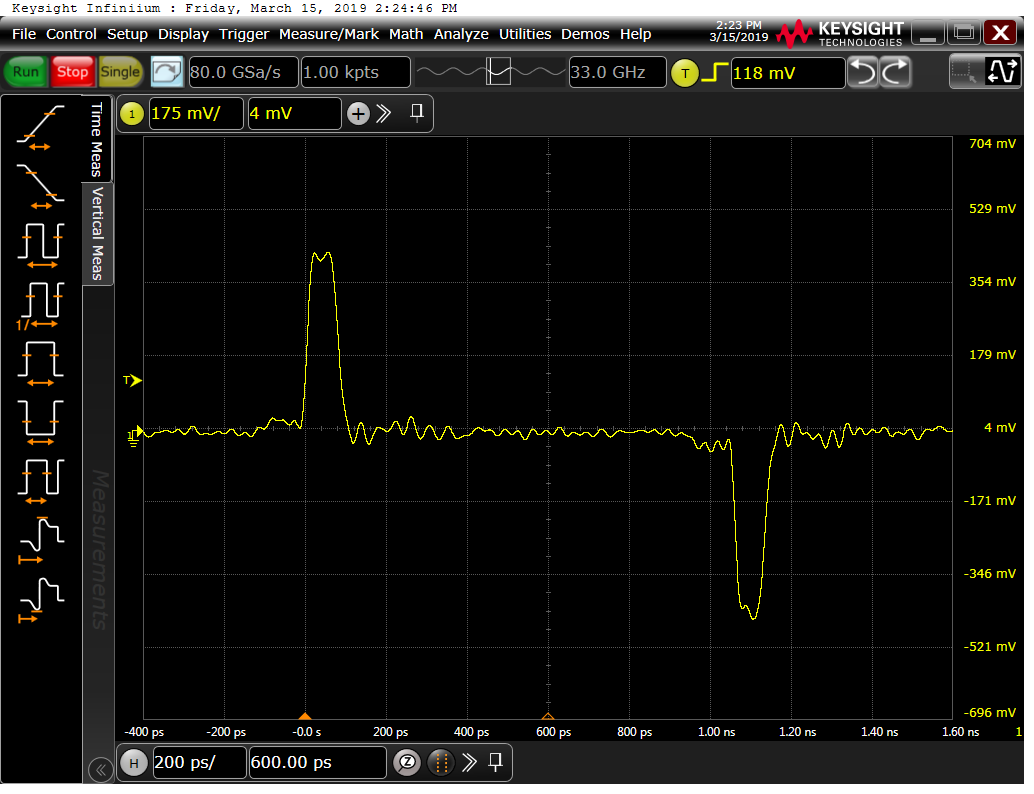 Keysight Infiniium : Friday, March 15, 2019 2:24:46 PM
File Control Setup Display Trigger Measure/Mark Math Analyze Utilities Demos Help
2:23 PM
3/15/2019
KEYSIGHT
TECHNOLOGIES
Run Stop Single 80.0 GSa/s 1.00 kpts 33.0 GHz T 118 mV
1 175 mV/ 4 mV
Time Meas
Vertical Meas
Measurements
1/
704 mV
529 mV
354 mV
179 mV
T
1
4 mV
-171 mV
-346 mV
-521 mV
-696 mV
-400 ps -200 ps -0.0 s 200 ps 400 ps 600 ps 800 ps 1.00 ns 1.20 ns 1.40 ns 1.60 ns 1
H 200 ps/ 600.00 ps Z